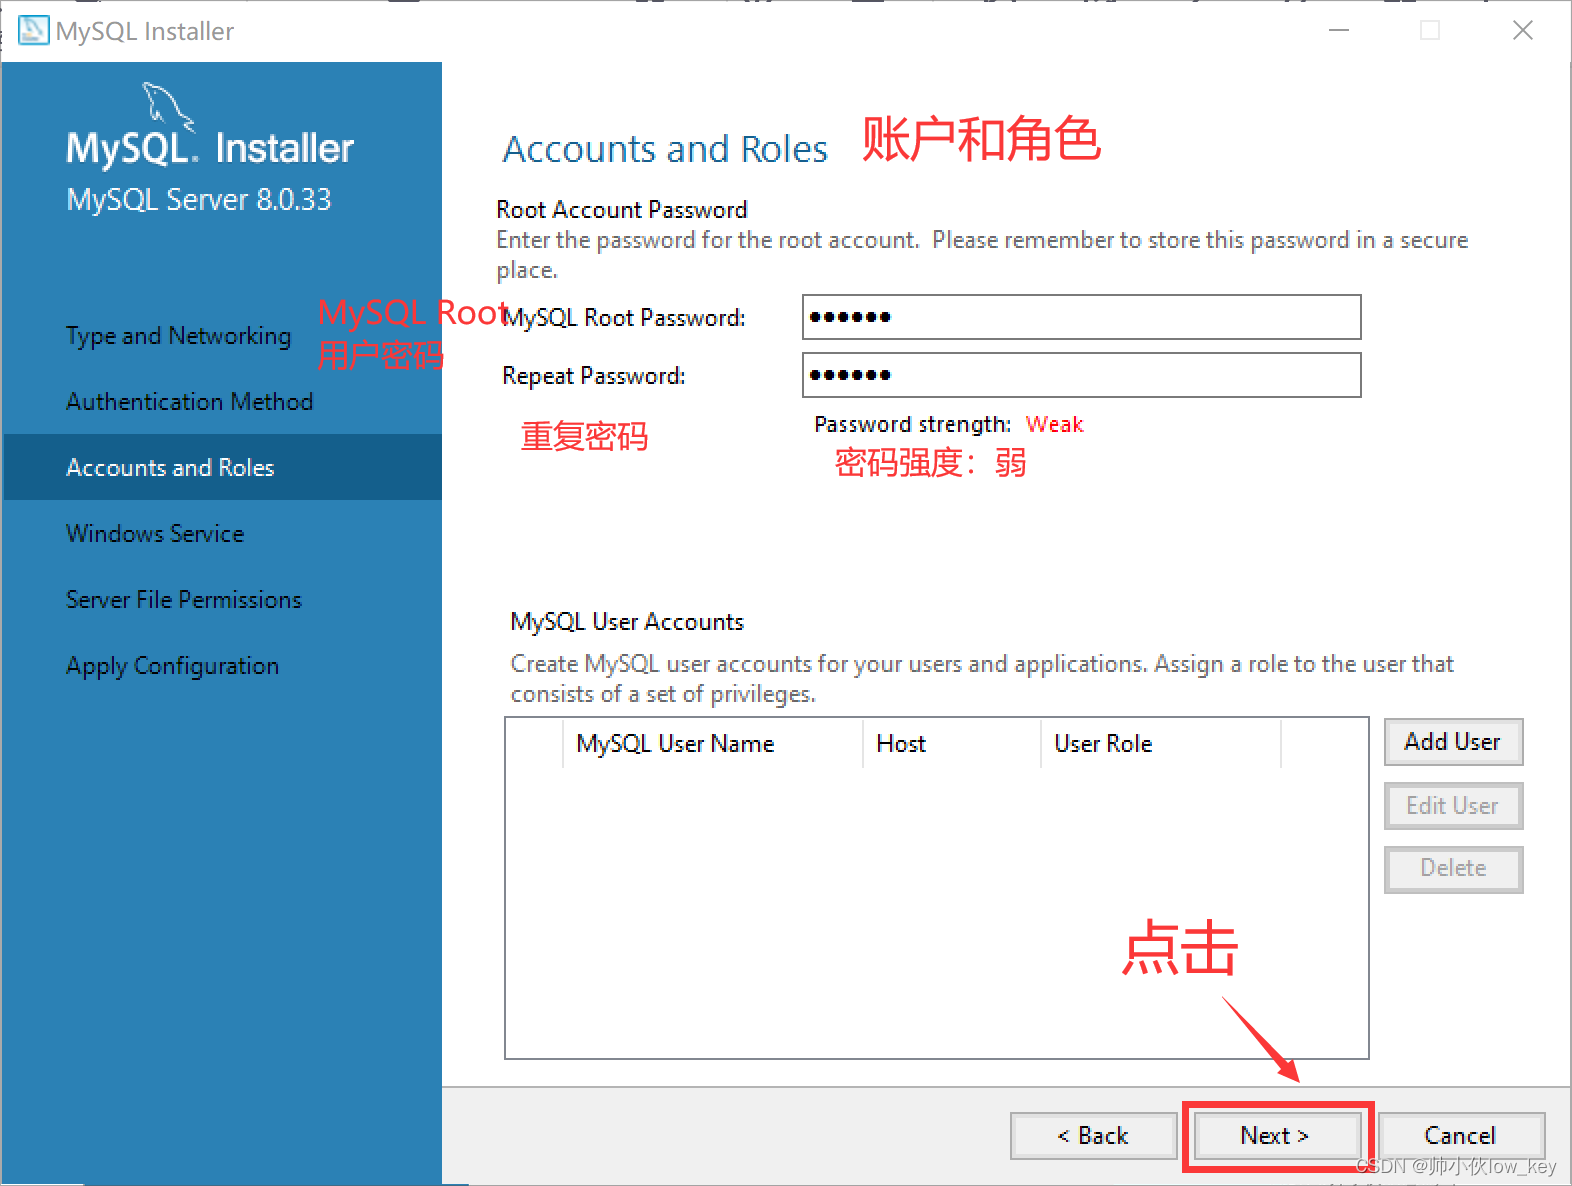 MySQL Installer
MySQL Installer
MySQL Server 8.0.33
Type and Networking
Authentication Method
Accounts and Roles
Windows Service
Server File Permissions
Apply Configuration
Accounts and Roles 账户和角色
Root Account Password
Enter the password for the root account. Please remember to store this password in a secure
place.
MySQL Root
用户密码
MySQL Root Password:
Repeat Password:
重复密码
Password strength: Weak
密码强度：弱
MySQL User Accounts
Create MySQL user accounts for your users and applications. Assign a role to the user that
consists of a set of privileges.
MySQL User Name Host User Role
Add User
Edit User
Delete
点击
< Back Next > Cancel
CSDN @帅小伙low_key